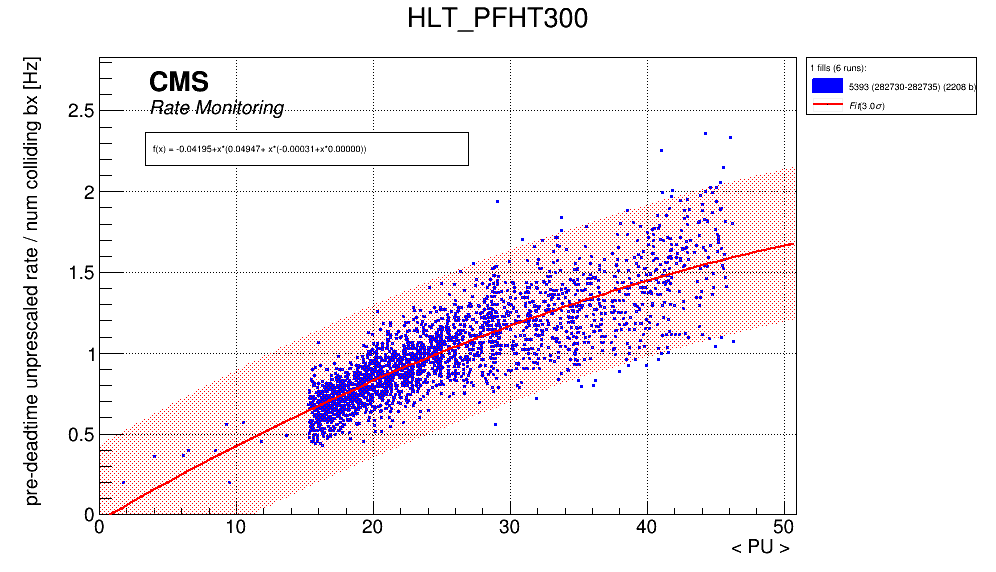 HLT_PFHT300
pre-deadtime unprescaled rate / num colliding bx [Hz]
CMS
Rate Monitoring
f(x) = -0.04195+x*(0.04947+ x*(-0.00031+x*0.00000))
2.5
2
1.5
1
0.5
0
0 10 20 30 40 50
< PU >
1 fills (6 runs):
5393 (282730-282735) (2208 b)
Fit(3.0σ)